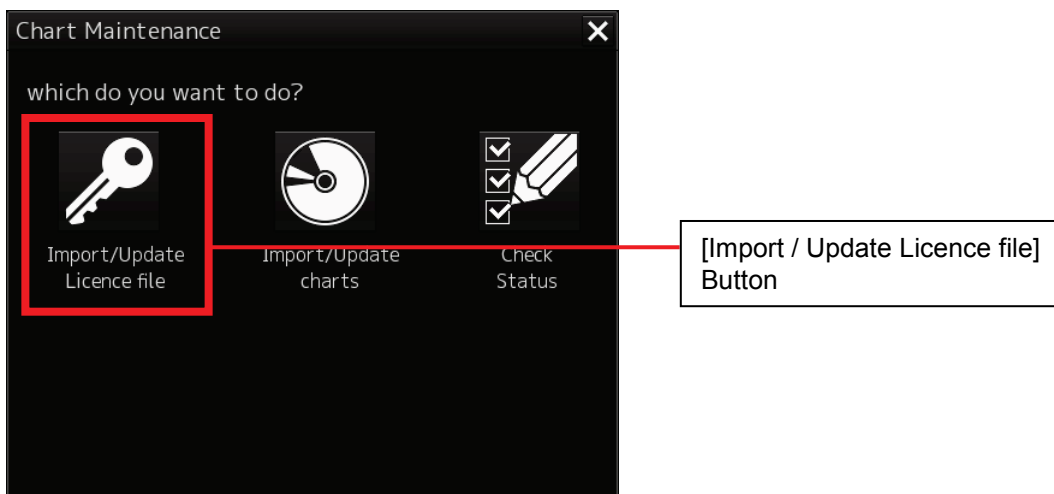 Chart Maintenance
which do you want to do?
Import/Update
Licence file
Import/Update
charts
Check
Status
[Import / Update Licence file]
Button